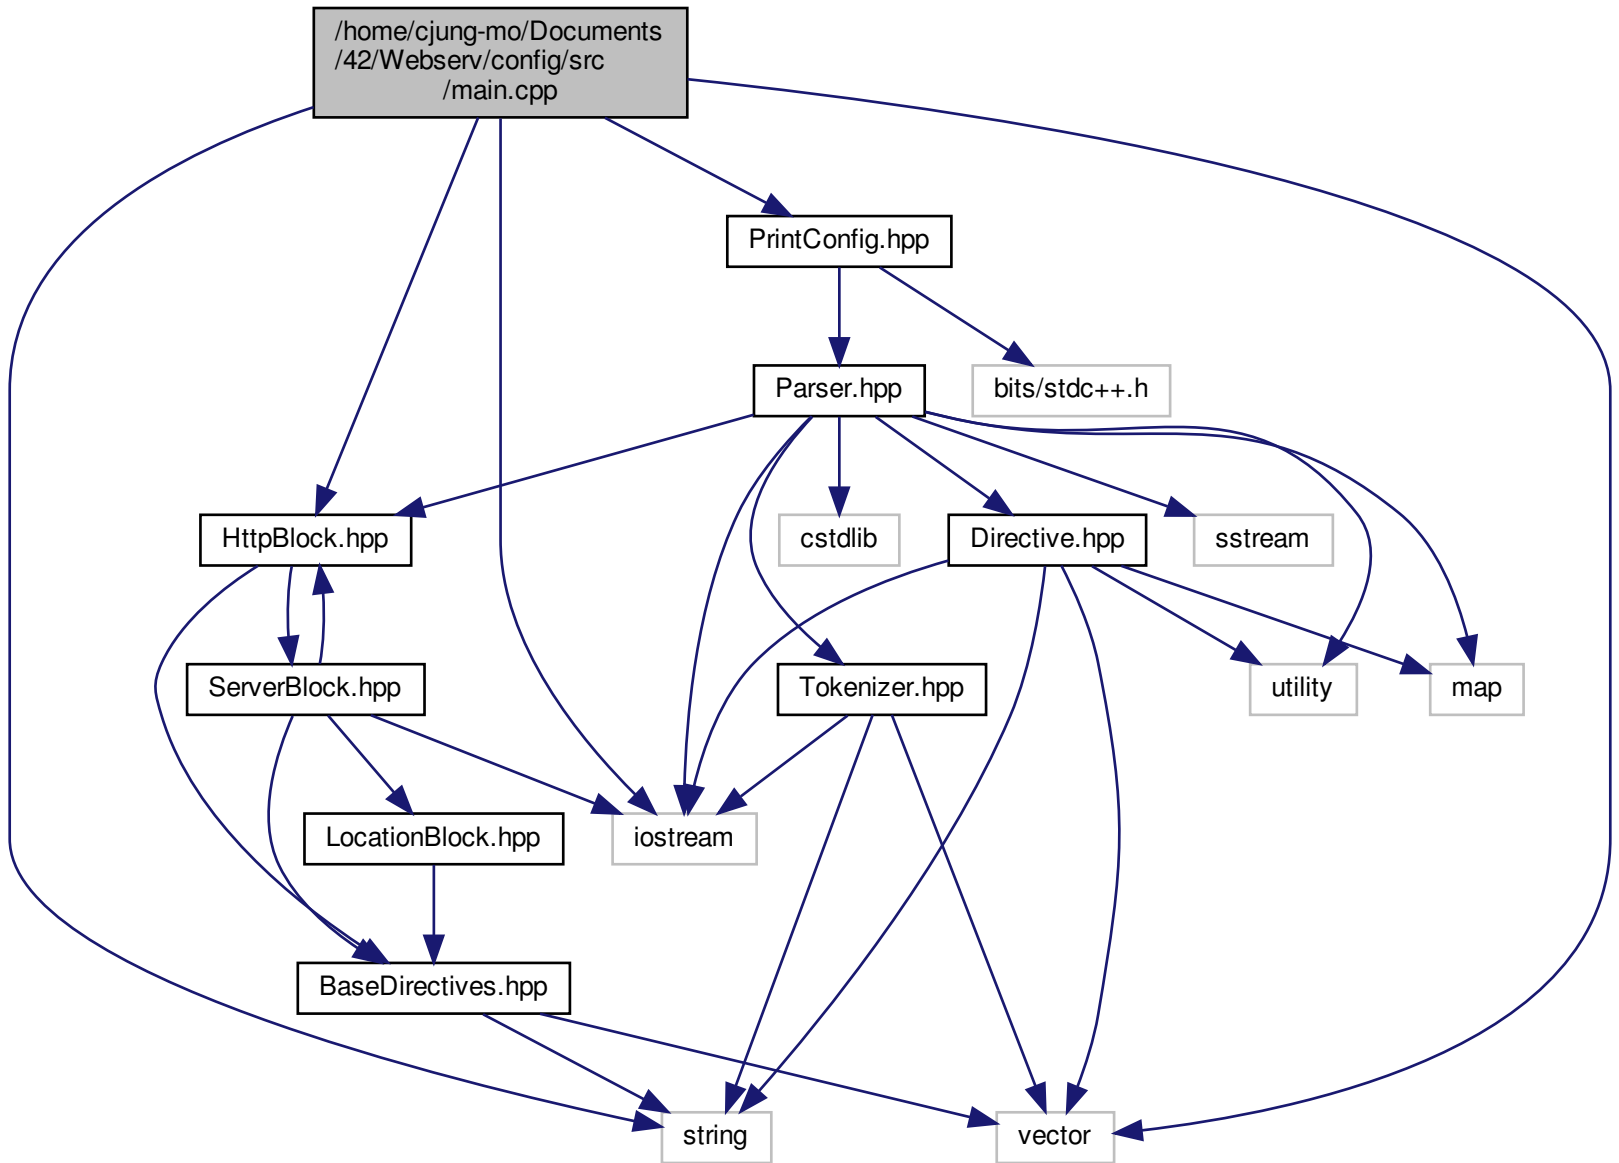 /home/cjung-mo/Documents
/42/Webserv/config/src
/main.cpp
PrintConfig.hpp
Parser.hpp
bits/stdc++.h
HttpBlock.hpp
cstdlib
Directive.hpp
sstream
ServerBlock.hpp
Tokenizer.hpp
utility
map
LocationBlock.hpp
iostream
BaseDirectives.hpp
string
vector